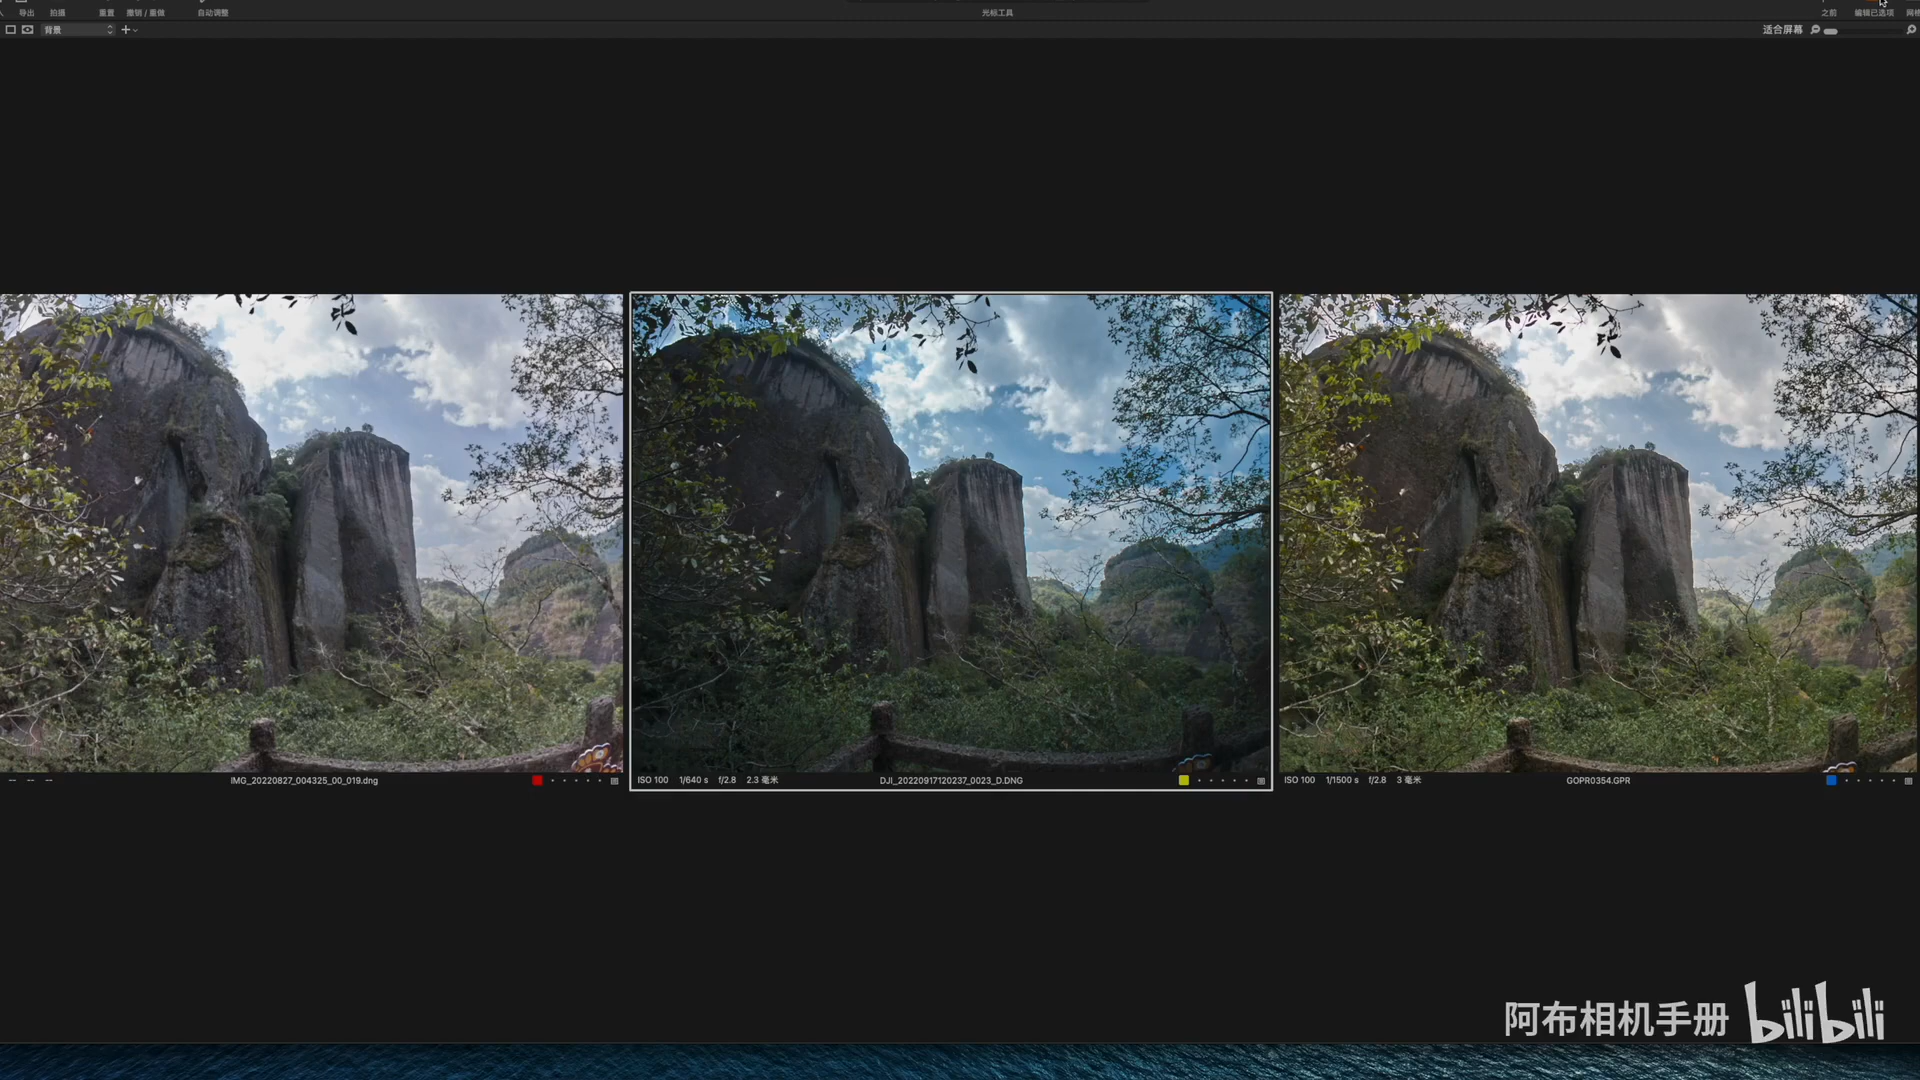 导出 拍摄 重置 撤销 / 重做 自动调整 光标工具 之前 编辑已选项
背景 适合屏幕
-- -- -- IMG_20220827_004325_00_019.dng
ISO 100 1/640 s f/2.8 2.3 毫米 DJI_20220917120237_0023_D.DNG
ISO 100 1/1500 s f/2.8 3 毫米 GOPR0354.GPR
阿布相机手册 bilibili